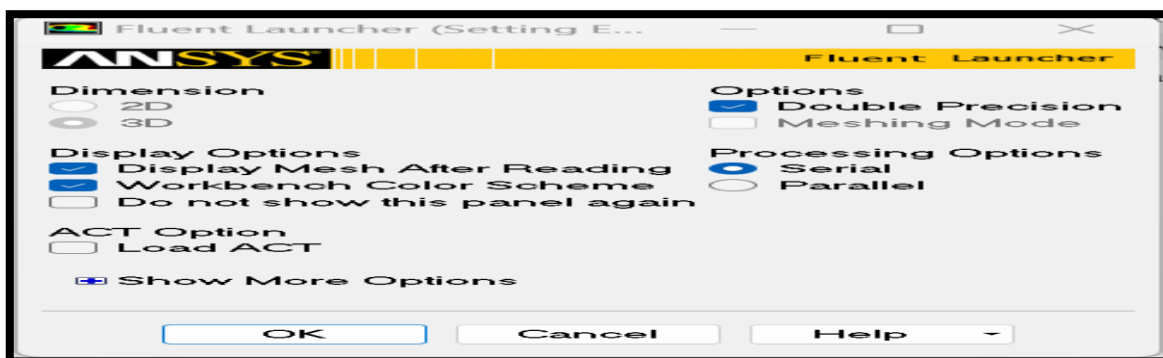 Fluent Launcher (Setting E...
ANSYS
Fluent Launcher
Dimension
2D
3D
Options
Double Precision
Meshing Mode
Display Options
Display Mesh After Reading
Workbench Color Scheme
Do not show this panel again
Processing Options
Serial
Parallel
ACT Option
Load ACT
Show More Options
OK
Cancel
Help